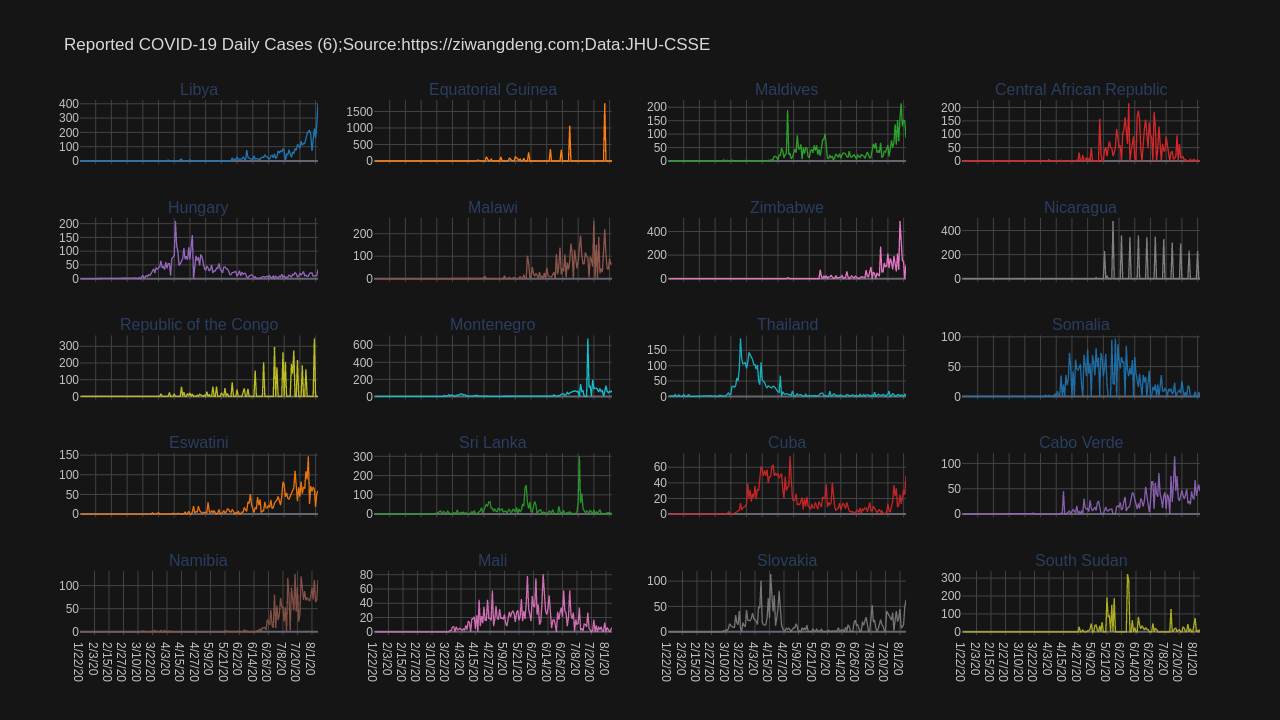 Reported COVID-19 Daily Cases (6);Source:https://ziwangdeng.com;Data:JHU-CSSE
Libya Equatorial Guinea Maldives Central African Republic
400 300 200 100 0
1500 1000 500 0
200 150 100 50 0
200 150 100 50 0
Hungary Malawi Zimbabwe Nicaragua
200 150 100 50 0
200 100 0
400 200 0
400 200 0
Republic of the Congo Montenegro Thailand Somalia
300 200 100 0
600 400 200 0
150 100 50 0
100 50 0
Eswatini Sri Lanka Cuba Cabo Verde
150 100 50 0
300 200 100 0
60 40 20 0
100 50 0
Namibia Mali Slovakia South Sudan
100 50 0
80 60 40 20 0
100 50 0
300 200 100 0
1/22/20 2/3/20 2/15/20 2/27/20 3/10/20 3/22/20 4/3/20 4/15/20 4/27/20 5/9/20 5/21/20 6/2/20 6/14/20 6/26/20 7/8/20 7/20/20 8/1/20
1/22/20 2/3/20 2/15/20 2/27/20 3/10/20 3/22/20 4/3/20 4/15/20 4/27/20 5/9/20 5/21/20 6/2/20 6/14/20 6/26/20 7/8/20 7/20/20 8/1/20
1/22/20 2/3/20 2/15/20 2/27/20 3/10/20 3/22/20 4/3/20 4/15/20 4/27/20 5/9/20 5/21/20 6/2/20 6/14/20 6/26/20 7/8/20 7/20/20 8/1/20
1/22/20 2/3/20 2/15/20 2/27/20 3/10/20 3/22/20 4/3/20 4/15/20 4/27/20 5/9/20 5/21/20 6/2/20 6/14/20 6/26/20 7/8/20 7/20/20 8/1/20